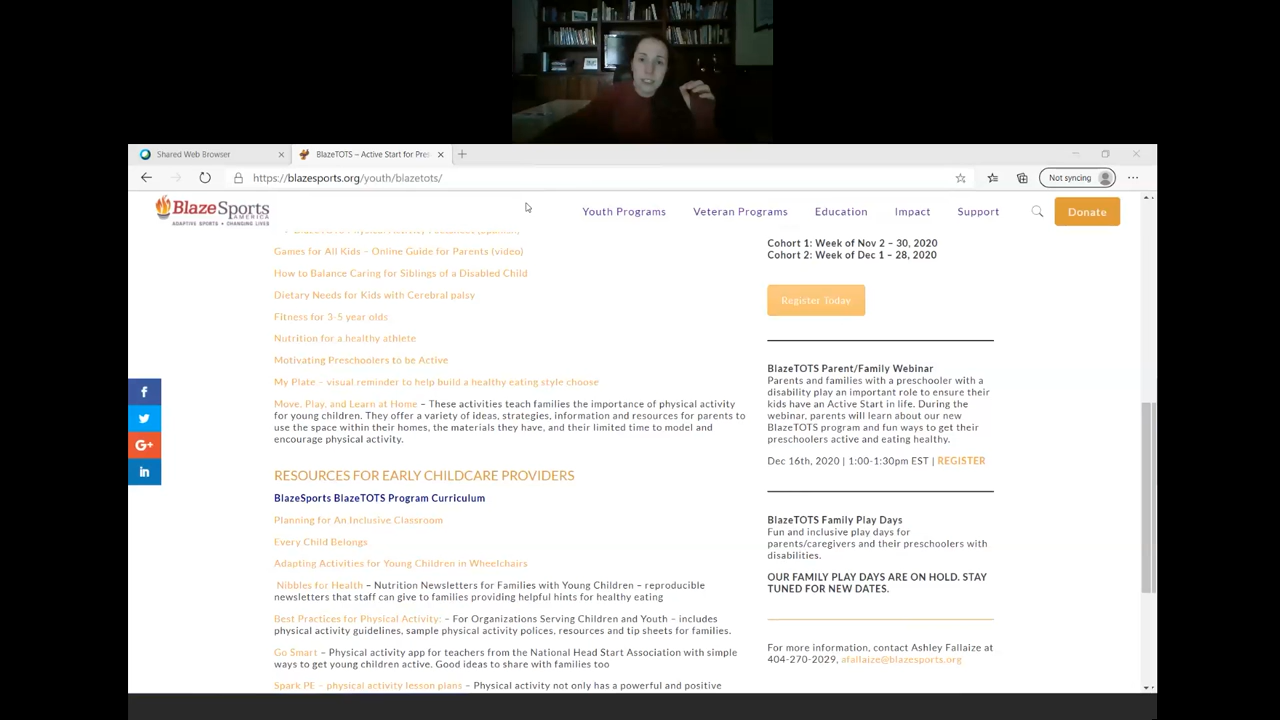 Shared Web Browser
BlazeTOTS – Active Start for Pres
https://blazesports.org/youth/blazetots/
Not syncing
BlazeSports
AMERICA
ADAPTIVE SPORTS • CHANGING LIVES
Youth Programs
Veteran Programs
Education
Impact
Support
Donate
Games for All Kids – Online Guide for Parents (video)
How to Balance Caring for Siblings of a Disabled Child
Dietary Needs for Kids with Cerebral palsy
Fitness for 3-5 year olds
Nutrition for a healthy athlete
Motivating Preschoolers to be Active
My Plate – visual reminder to help build a healthy eating style choose
Move, Play, and Learn at Home – These activities teach families the importance of physical activity
for young children. They offer a variety of ideas, strategies, information and resources for parents to
use the space within their homes, the materials they have, and their limited time to model and
encourage physical activity.
RESOURCES FOR EARLY CHILDCARE PROVIDERS
BlazeSports BlazeTOTS Program Curriculum
Planning for An Inclusive Classroom
Every Child Belongs
Adapting Activities for Young Children in Wheelchairs
Nibbles for Health – Nutrition Newsletters for Families with Young Children – reproducible
newsletters that staff can give to families providing helpful hints for healthy eating
Best Practices for Physical Activity: – For Organizations Serving Children and Youth – includes
physical activity guidelines, sample physical activity polices, resources and tip sheets for families.
Go Smart – Physical activity app for teachers from the National Head Start Association with simple
ways to get young children active. Good ideas to share with families too
Spark PE – physical activity lesson plans – Physical activity not only has a powerful and positive
Cohort 1: Week of Nov 2 – 30, 2020
Cohort 2: Week of Dec 1 – 28, 2020
Register Today
BlazeTOTS Parent/Family Webinar
Parents and families with a preschooler with a
disability play an important role to ensure their
kids have an Active Start in life. During the
webinar, parents will learn about our new
BlazeTOTS program and fun ways to get their
preschoolers active and eating healthy.
Dec 16th, 2020 | 1:00-1:30pm EST | REGISTER
BlazeTOTS Family Play Days
Fun and inclusive play days for
parents/caregivers and their preschoolers with
disabilities.
OUR FAMILY PLAY DAYS ARE ON HOLD. STAY
TUNED FOR NEW DATES.
For more information, contact Ashley Fallaize at
404-270-2029, afallaize@blazesports.org
f
G+
in